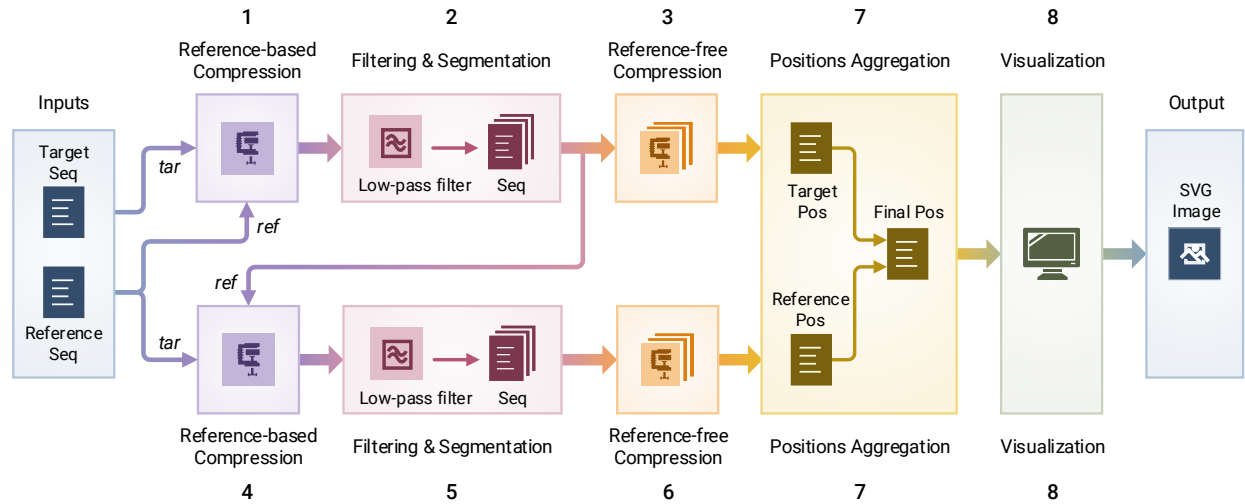 1
2
3
7
8
Reference-based
Compression
Filtering & Segmentation
Reference-free
Compression
Positions Aggregation
Visualization
Inputs
Output
Target
Seq
tar
Low-pass filter
Seq
Target
Pos
SVG
Image
Final Pos
ref
ref
Reference
Seq
tar
Reference
Pos
Low-pass filter
Seq
Reference-based
Compression
Filtering & Segmentation
Reference-free
Compression
Positions Aggregation
Visualization
4
5
6
7
8